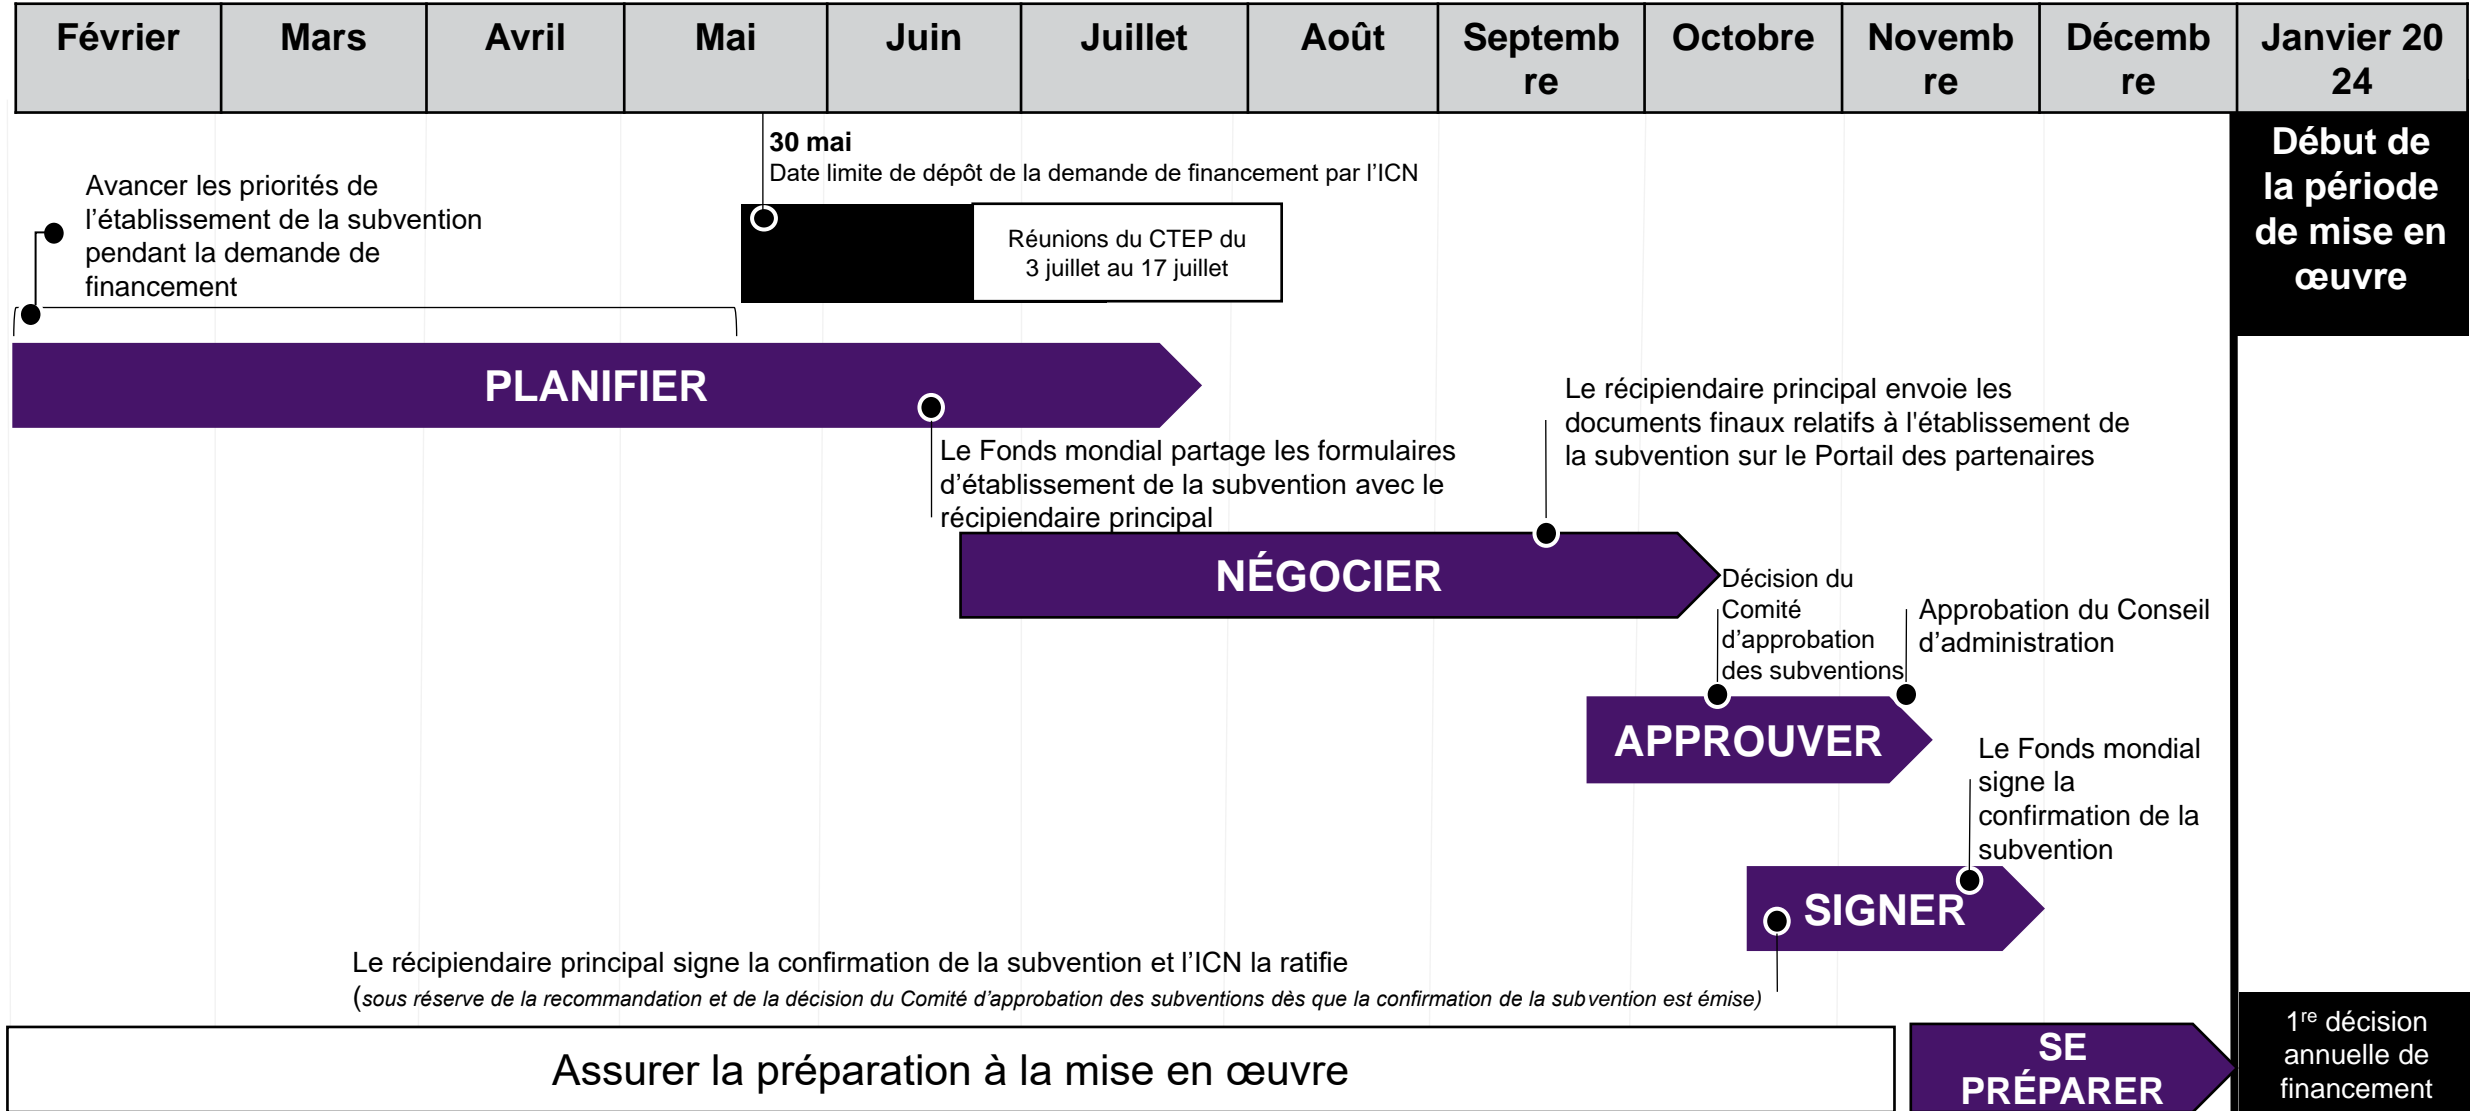 Février
Mars
Avril
Mai
Juin
Juillet
Août
Septemb
re
Octobre
Novemb
re
Décemb
re
Janvier 20
24
30 mai
Date limite de dépôt de la demande de financement par l’ICN
Début de
la période
de mise en
œuvre
Avancer les priorités de
l’établissement de la subvention
pendant la demande de
financement
Réunions du CTEP du
3 juillet au 17 juillet
PLANIFIER
Le récipiendaire principal envoie les
documents finaux relatifs à l'établissement de
la subvention sur le Portail des partenaires
Le Fonds mondial partage les formulaires
d’établissement de la subvention avec le
récipiendaire principal
NÉGOCIER
Décision du
Comité
d’approbation
des subventions
Approbation du Conseil
d’administration
APPROUVER
Le Fonds mondial
signe la
confirmation de la
subvention
SIGNER
Le récipiendaire principal signe la confirmation de la subvention et l’ICN la ratifie
(sous réserve de la recommandation et de la décision du Comité d’approbation des subventions dès que la confirmation de la subvention est émise)
Assurer la préparation à la mise en œuvre
SE
PRÉPARER
1re décision
annuelle de
financement